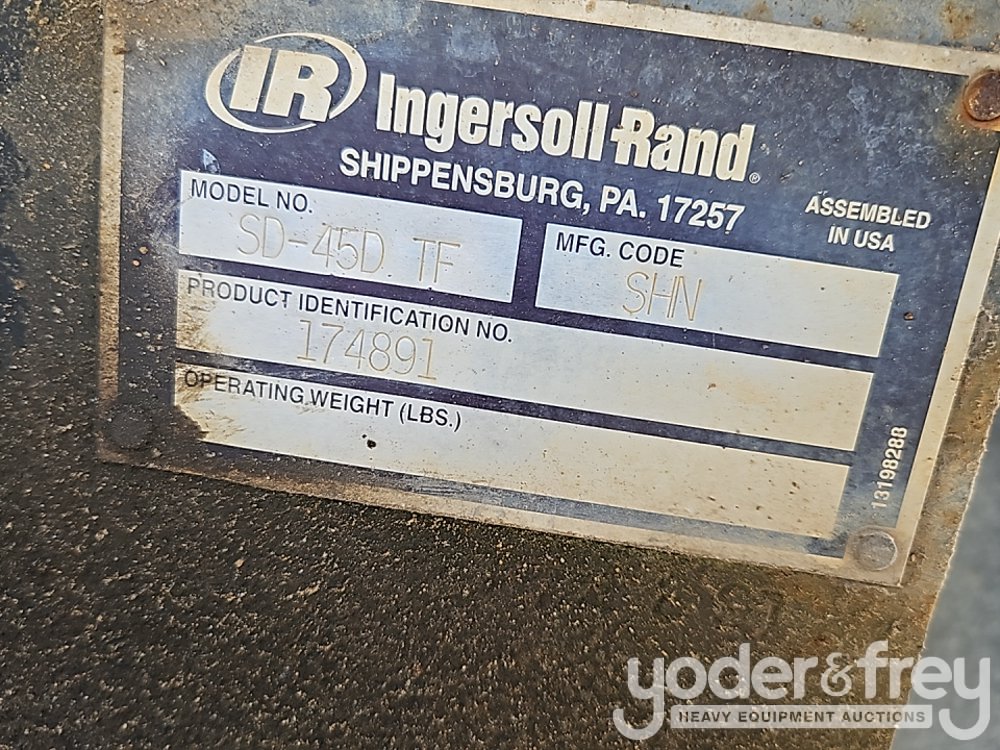 IR Ingersoll-Rand®
SHIPPENSBURG, PA. 17257
ASSEMBLED
IN USA
MODEL NO.
SD-45D TF
MFG. CODE
SHN
PRODUCT IDENTIFICATION NO.
174891
OPERATING WEIGHT (LBS.)
13198288
yoder&frey
HEAVY EQUIPMENT AUCTIONS